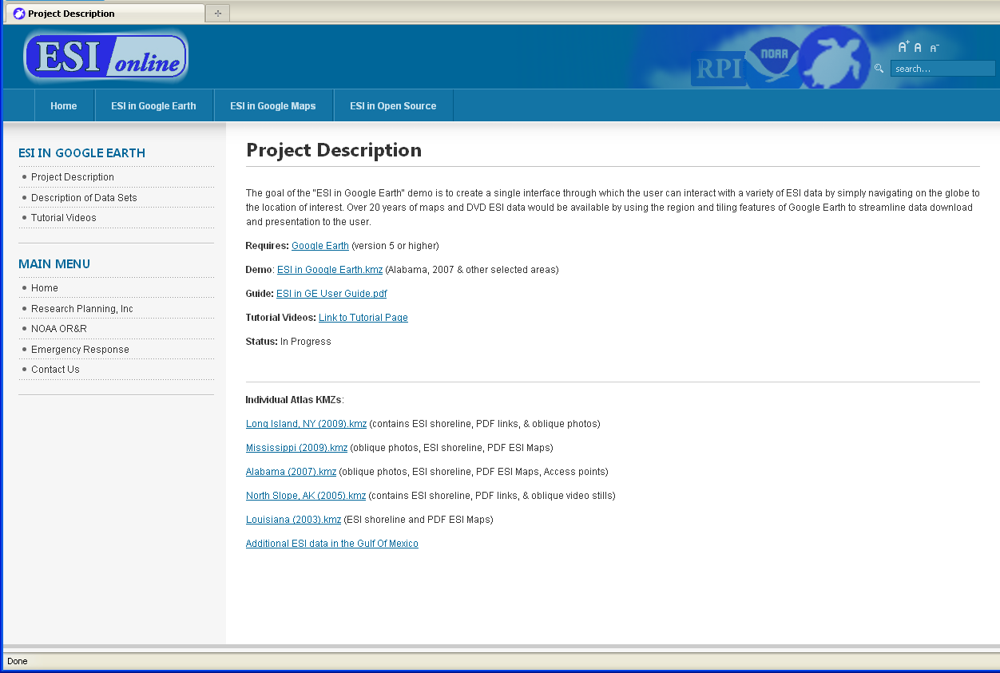 Project Description
ESI online
RPI NOAA
A+ A A-
search...
Home ESI in Google Earth ESI in Google Maps ESI in Open Source
ESI IN GOOGLE EARTH
Project Description
Description of Data Sets
Tutorial Videos
MAIN MENU
Home
Research Planning, Inc
NOAA OR&R
Emergency Response
Contact Us
Project Description
The goal of the "ESI in Google Earth" demo is to create a single interface through which the user can interact with a variety of ESI data by simply navigating on the globe to
the location of interest. Over 20 years of maps and DVD ESI data would be available by using the region and tiling features of Google Earth to streamline data download
and presentation to the user.
Requires: Google Earth (version 5 or higher)
Demo: ESI in Google Earth.kmz (Alabama, 2007 & other selected areas)
Guide: ESI in GE User Guide.pdf
Tutorial Videos: Link to Tutorial Page
Status: In Progress
Individual Atlas KMZs:
Long Island, NY (2009).kmz (contains ESI shoreline, PDF links, & oblique photos)
Mississippi (2009).kmz (oblique photos, ESI shoreline, PDF ESI Maps)
Alabama (2007).kmz (oblique photos, ESI shoreline, PDF ESI Maps, Access points)
North Slope, AK (2005).kmz (contains ESI shoreline, PDF links, & oblique video stills)
Louisiana (2003).kmz (ESI shoreline and PDF ESI Maps)
Additional ESI data in the Gulf Of Mexico
Done